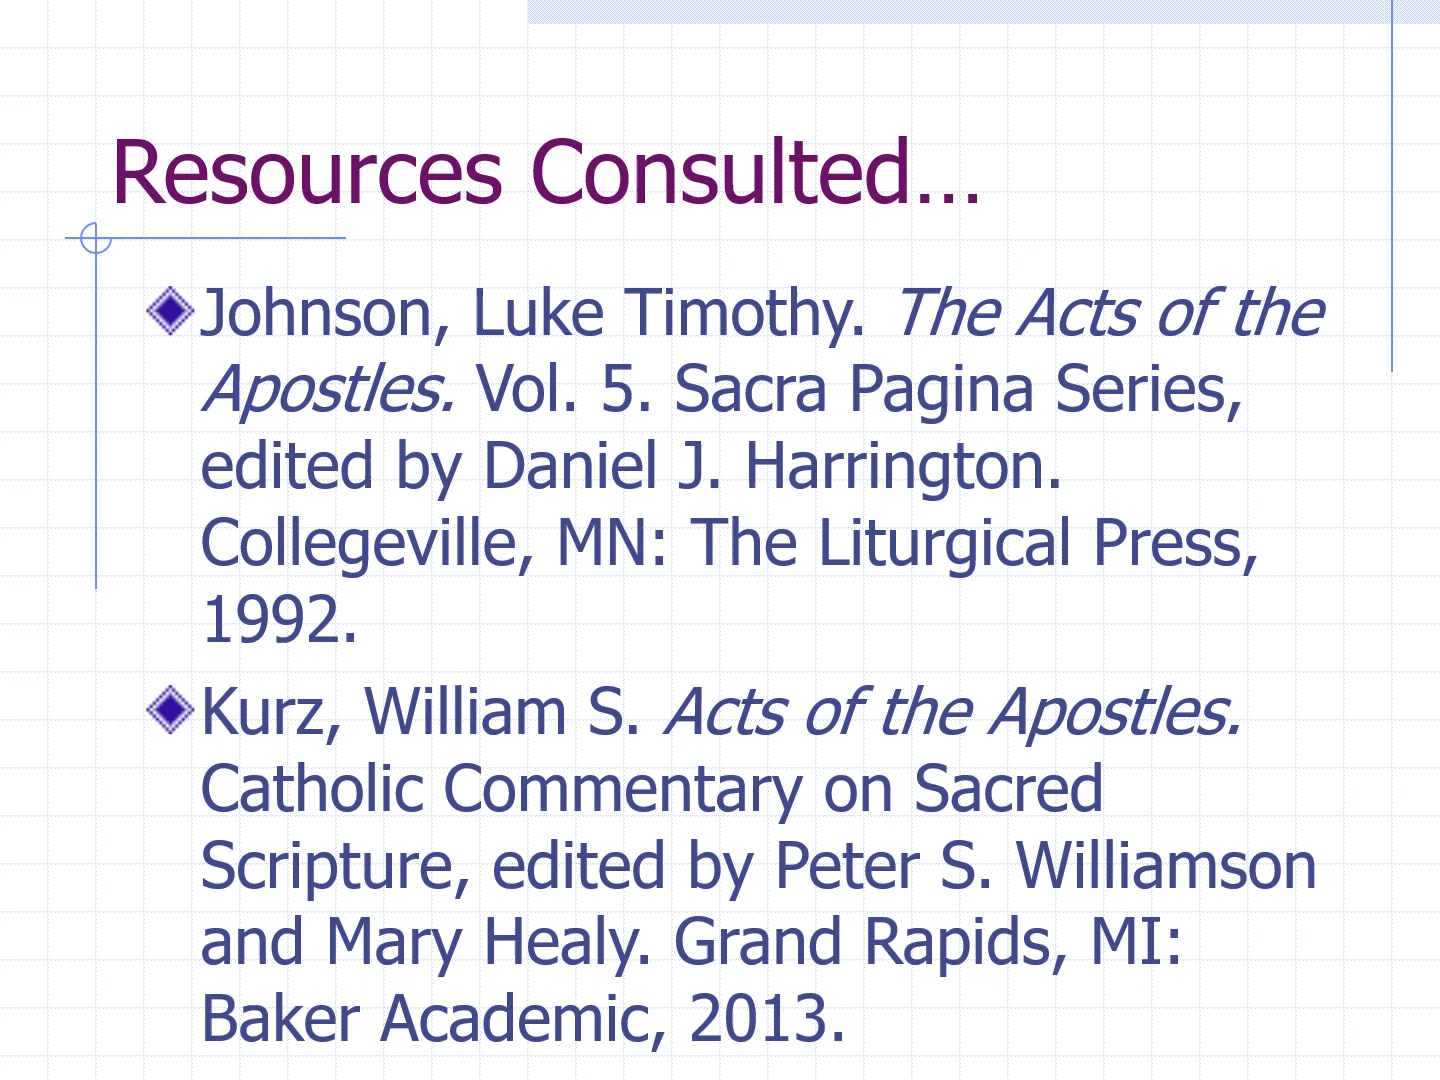 Resources Consulted...
Johnson, Luke Timothy. The Acts of the
Apostles. Vol. 5. Sacra Pagina Series,
edited by Daniel J. Harrington.
Collegeville, MN: The Liturgical Press,
1992.
Kurz, William S. Acts of the Apostles.
Catholic Commentary on Sacred
Scripture, edited by Peter S. Williamson
and Mary Healy. Grand Rapids, MI:
Baker Academic, 2013.